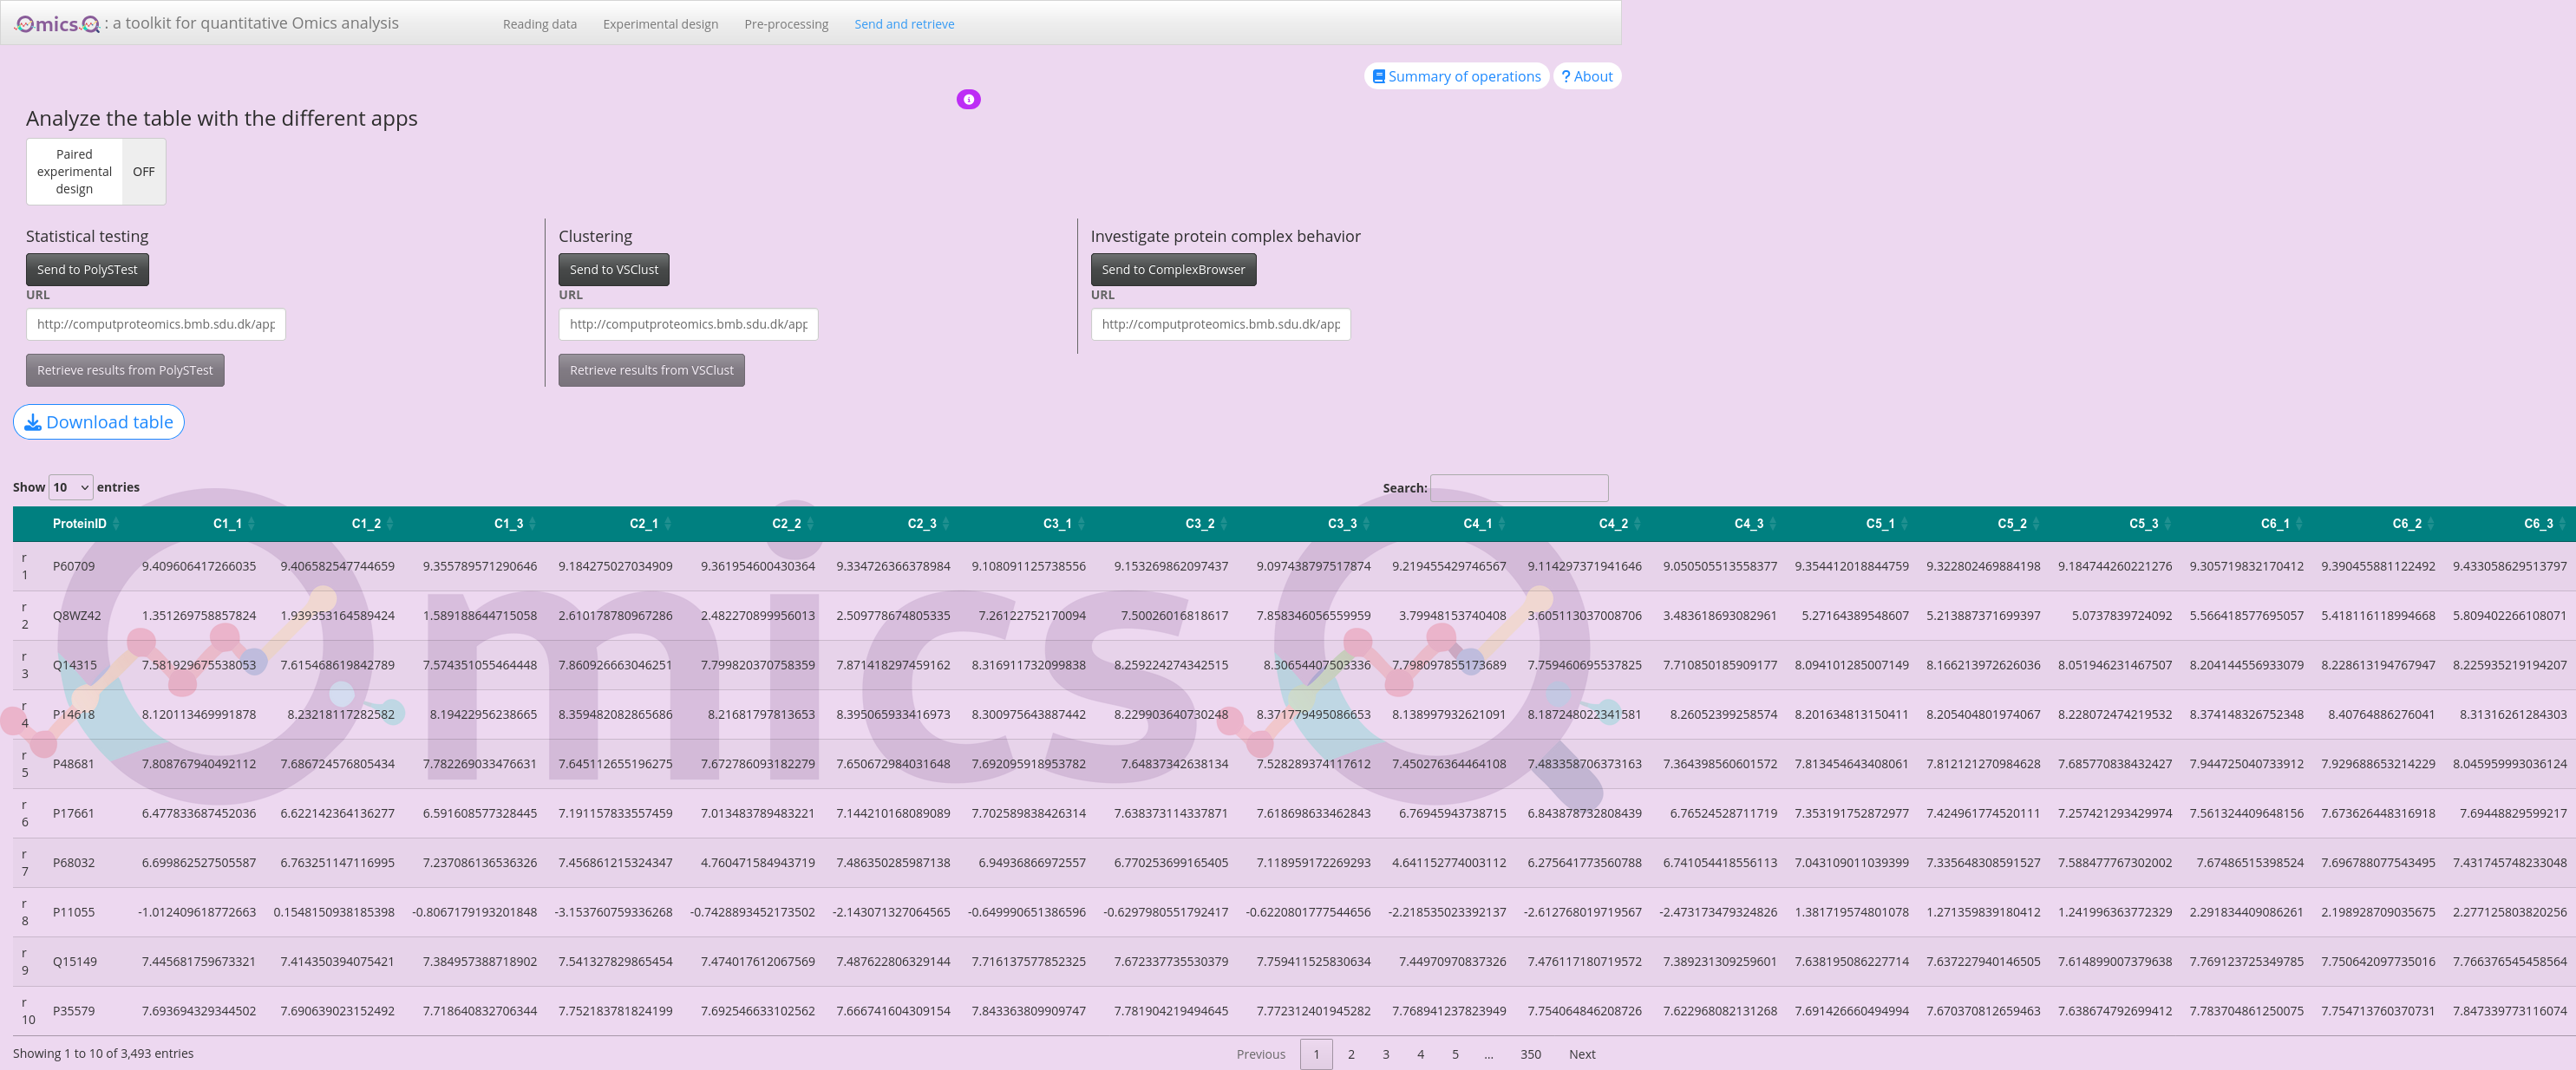 OmicsQ : a toolkit for quantitative Omics analysis Reading data Experimental design Pre-processing Send and retrieve
Summary of operations ? About
Analyze the table with the different apps
Paired
experimental
design
OFF
Statistical testing Clustering Investigate protein complex behavior
Send to PolySTest Send to VSClust Send to ComplexBrowser
URL URL URL
http://computproteomics.bmb.sdu.dk/app http://computproteomics.bmb.sdu.dk/app http://computproteomics.bmb.sdu.dk/app
Retrieve results from PolySTest Retrieve results from VSClust
Download table
Show 10 entries Search:
ProteinID C1_1 C1_2 C1_3 C2_1 C2_2 C2_3 C3_1 C3_2 C3_3 C4_1 C4_2 C4_3 C5_1 C5_2 C5_3 C6_1 C6_2 C6_3
r 1 P60709 9.409606417266035 9.406582547744659 9.355789571290646 9.184275027034909 9.361954600430364 9.334726366378984 9.108091125738556 9.153269862097437 9.097438797517874 9.219455429746567 9.114297371941646 9.050505513558377 9.354412018844759 9.322802469884198 9.184744260221276 9.305719832170412 9.390455881122492 9.433058629513797
r 2 Q8WZ42 1.351269758857824 1.939353164589424 1.589188644715058 2.610178780967286 2.482270899956013 2.509778674805335 7.26122752170094 7.50026016818617 7.858346056559959 3.79948153740408 3.605113037008706 3.483618693082961 5.27164389548607 5.213887371699397 5.0737839724092 5.566418577695057 5.418116118994668 5.809402266108071
r 3 Q14315 7.581929675538053 7.615468619842789 7.574351055464448 7.860926663046251 7.799820370758359 7.871418297459162 8.316911732099838 8.259224274342515 8.30654407503336 7.798097855173689 7.759460695537825 7.710850185909177 8.094101285007149 8.166213972626036 8.051946231467507 8.204144556933079 8.228613194767947 8.225935219194207
r 4 P14618 8.120113469991878 8.23218117282582 8.19422956238665 8.359482082865686 8.21681797813653 8.395065933416973 8.300975643887442 8.229903640730248 8.371779495086653 8.138997932621091 8.187248022341581 8.26052399258574 8.201634813150411 8.205404801974067 8.228072474219532 8.374148326752348 8.40764886276041 8.31316261284303
r 5 P48681 7.808767940492112 7.686724576805434 7.782269033476631 7.645112655196275 7.672786093182279 7.650672984031648 7.692095918953782 7.64837342638134 7.528289374117612 7.450276364464108 7.483358706373163 7.364398560601572 7.813454643408061 7.812121270984628 7.685770838432427 7.944725040733912 7.929688653214229 8.045959993036124
r 6 P17661 6.477833687452036 6.622142364136277 6.591608577328445 7.191157833557459 7.013483789483221 7.144210168089089 7.702589838426314 7.638373114337871 7.618698633462843 6.76945943738715 6.843878732808439 6.76524528711719 7.353191752872977 7.424961774520111 7.257421293429974 7.561324409648156 7.673626448316918 7.69448829599217
r 7 P68032 6.699862527505587 6.763251147116995 7.237086136536326 7.456861215324347 4.760471584943719 7.486350285987138 6.94936866972557 6.770253699165405 7.118959172269293 4.641152774003112 6.275641773560788 6.741054418556113 7.043109011039399 7.335648308591527 7.588477767302002 7.67486515398524 7.696788077543495 7.431745748233048
r 8 P11055 -1.012409618772663 0.1548150938185398 -0.8067179193201848 -3.153760759336268 -0.7428893452173502 -2.143071327064565 -0.649990651386596 -0.6297980551792417 -0.6220801777544656 -2.218535023392137 -2.612768019719567 -2.473173479324826 1.381719574801078 1.271359839180412 1.241996363772329 2.291834409086261 2.198928709035675 2.277125803820256
r 9 Q15149 7.445681759673321 7.414350394075421 7.384957388718902 7.541327829865454 7.474017612067569 7.487622806329144 7.716137577852325 7.672337735530379 7.759411525830634 7.44970970837326 7.476117180719572 7.389231309259601 7.638195086227714 7.637227940146505 7.614899007379638 7.769123725349785 7.750642097735016 7.766376545458564
r 10 P35579 7.693694329344502 7.690639023152492 7.718640832706344 7.752183781824199 7.692546633102562 7.666741604309154 7.843363809909747 7.781904219494645 7.772312401945282 7.768941237823949 7.754064846208726 7.622968082131268 7.691426660494994 7.670370812659463 7.638674792699412 7.783704861250075 7.754713760370731 7.847339773116074
Showing 1 to 10 of 3,493 entries Previous 1 2 3 4 5 ... 350 Next